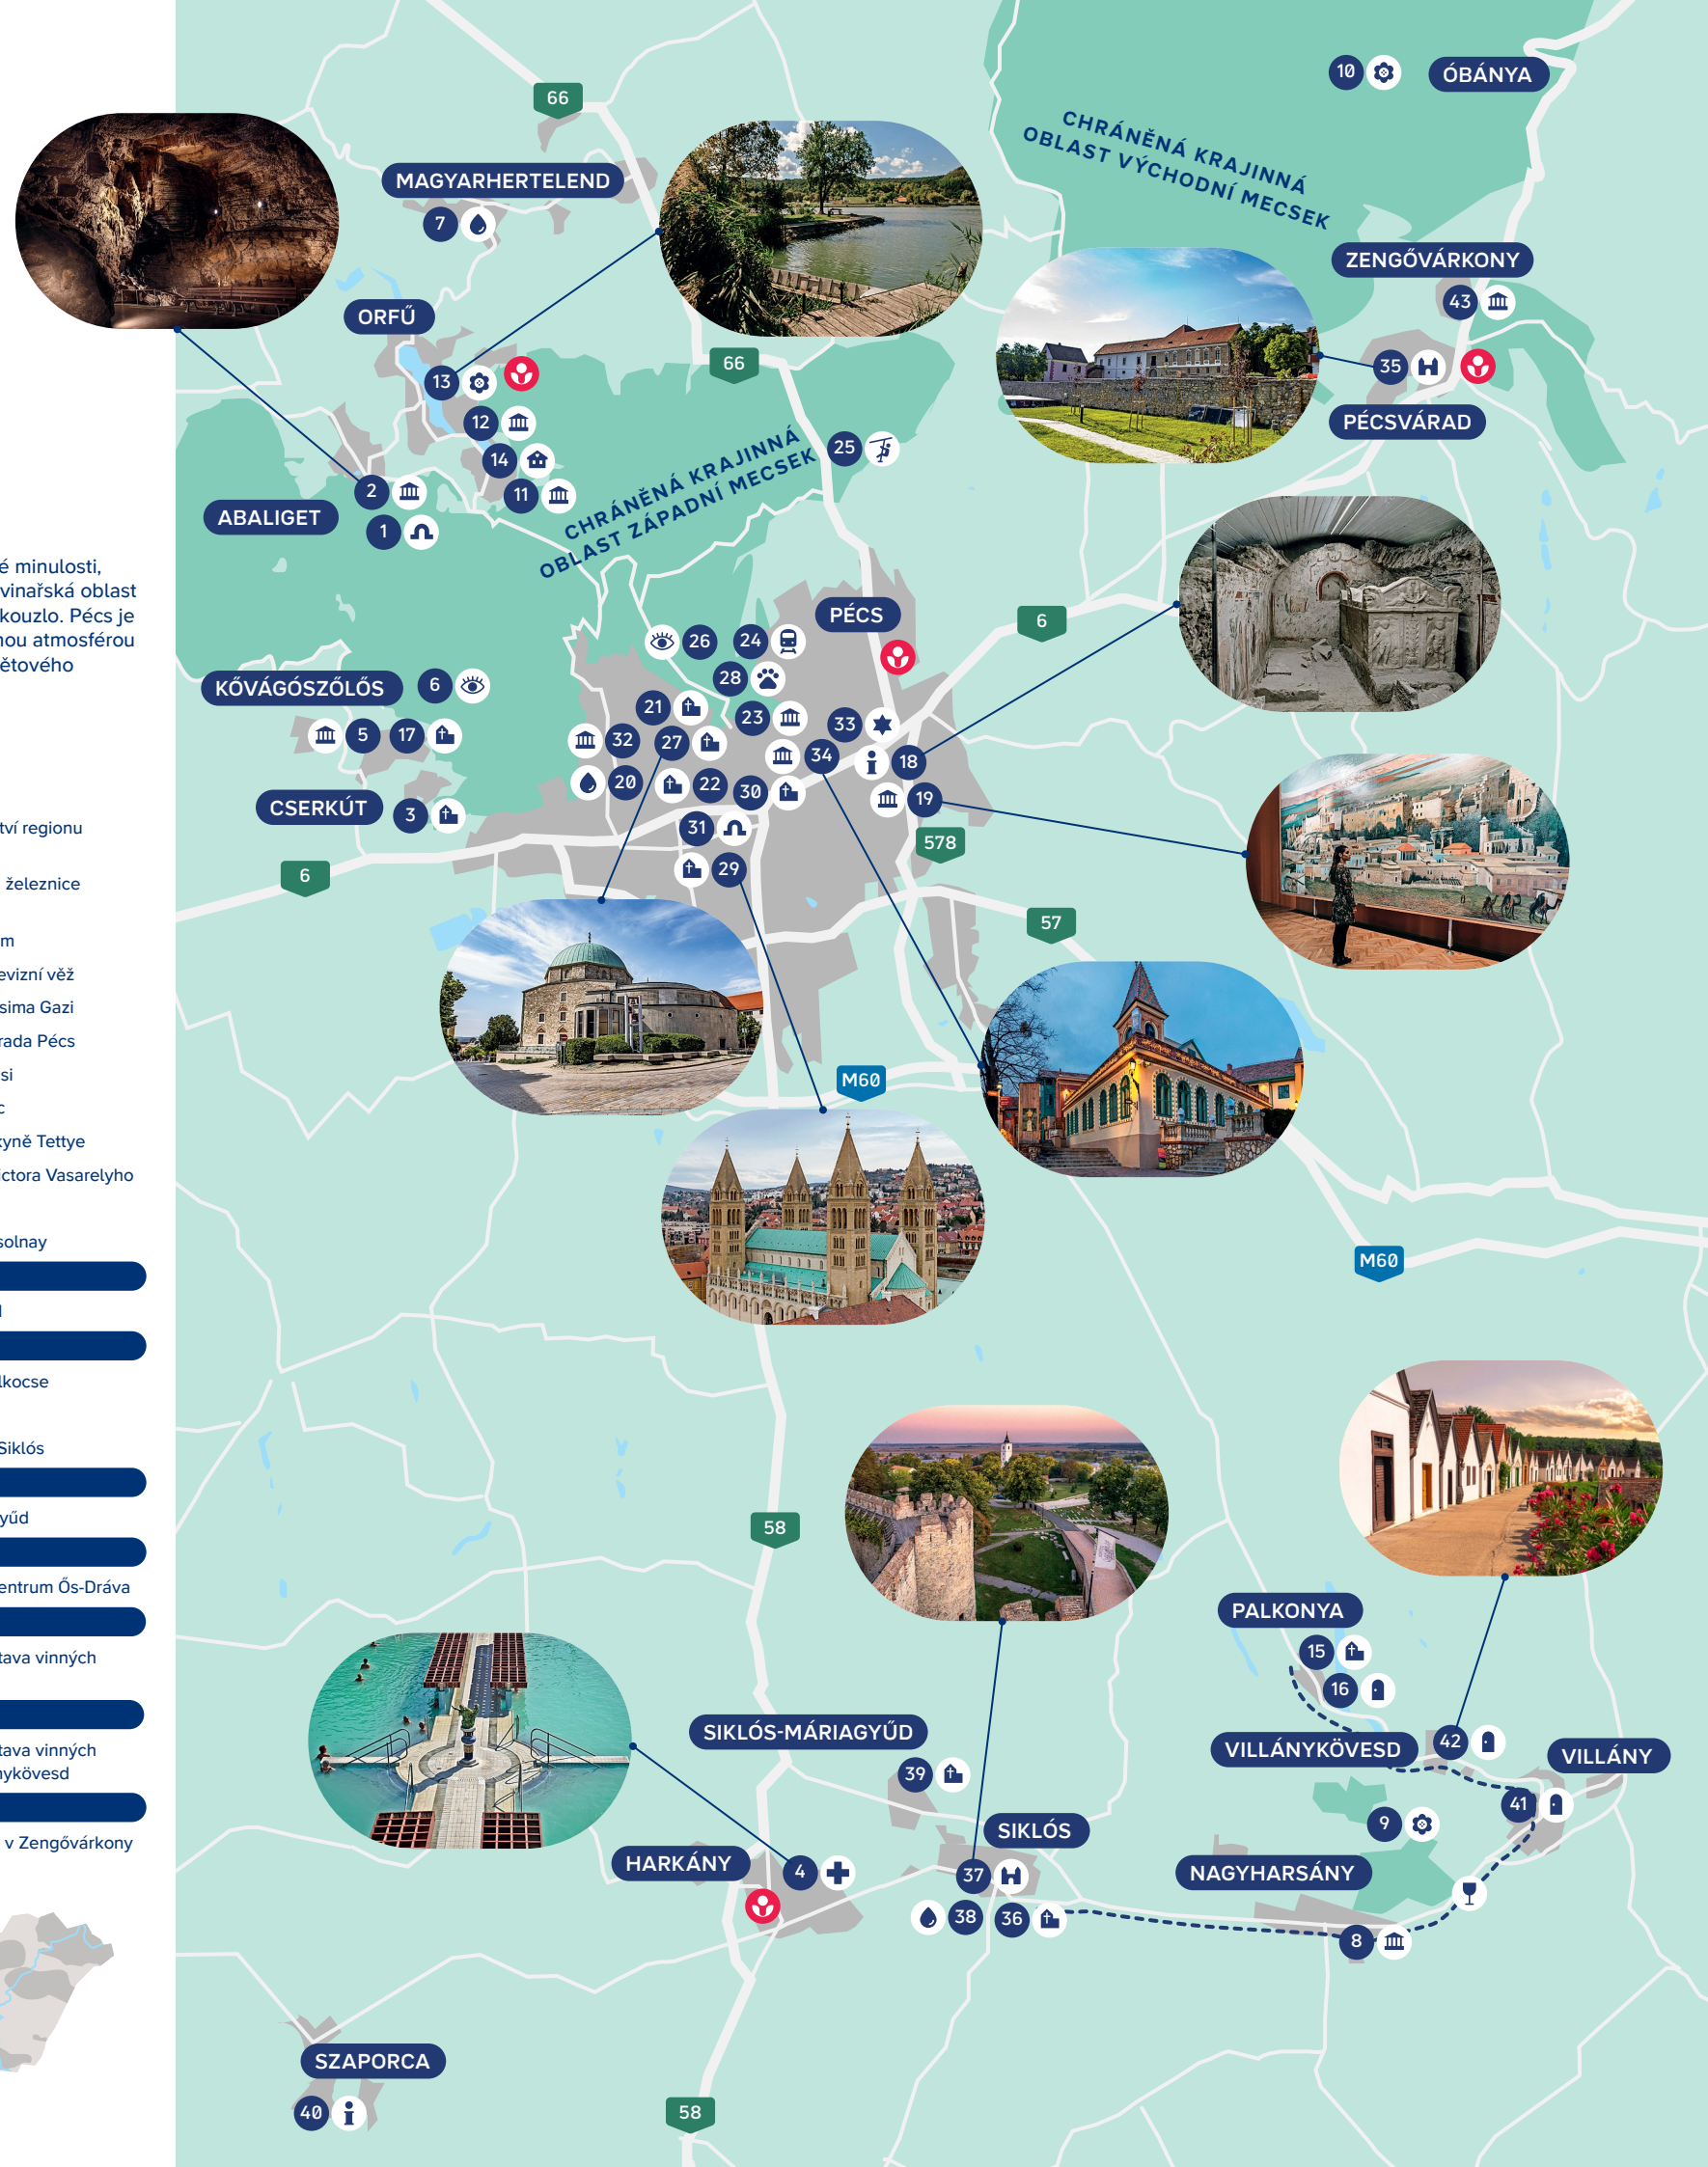 é minulosti,
vinařská oblast
kouzlo. Pécs je
nou atmosférou
ětového
tví regionu
železnice
m
evizní věž
sima Gazi
rada Pécs
si
c
kyně Tettye
ictora Vasarelyho
solnay
lkocse
Siklós
yűd
entrum Ős-Dráva
tava vinných
tava vinných
nykövesd
v Zengővárkony
66
10
ÓBÁNYA
CHRÁNĚNÁ KRAJINNÁ
OBLAST VÝCHODNÍ MECSEK
MAGYARHERTELEND
7
ZENGŐVÁRKONY
43
ORFŰ
66
35
PÉCSVÁRAD
13
12
14
11
25
CHRÁNĚNÁ KRAJINNÁ
OBLAST ZÁPADNÍ MECSEK
2
ABALIGET
1
PÉCS
6
26
24
28
KŐVÁGÓSZŐLŐS
6
21
23
33
5
17
32
27
34
18
20
22
30
19
CSERKÚT
3
31
578
29
6
57
M60
M60
58
PALKONYA
15
16
SIKLÓS-MÁRIAGYŰD
39
VILLÁNYKÖVESD
42
VILLÁNY
41
9
SIKLÓS
HARKÁNY
4
37
NAGYHARSÁNY
38
36
8
SZAPORCA
40
58